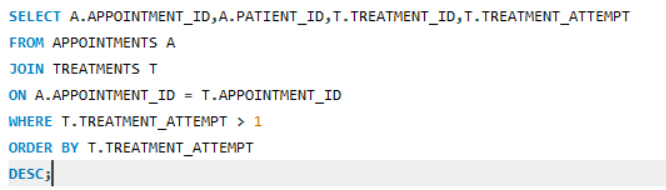 SELECT A.APPOINTMENT_ID,A.PATIENT_ID,T.TREATMENT_ID,T.TREATMENT_ATTEMPT
FROM APPOINTMENTS A
JOIN TREATMENTS T
ON A.APPOINTMENT_ID = T.APPOINTMENT_ID
WHERE T.TREATMENT_ATTEMPT > 1
ORDER BY T.TREATMENT_ATTEMPT
DESC;